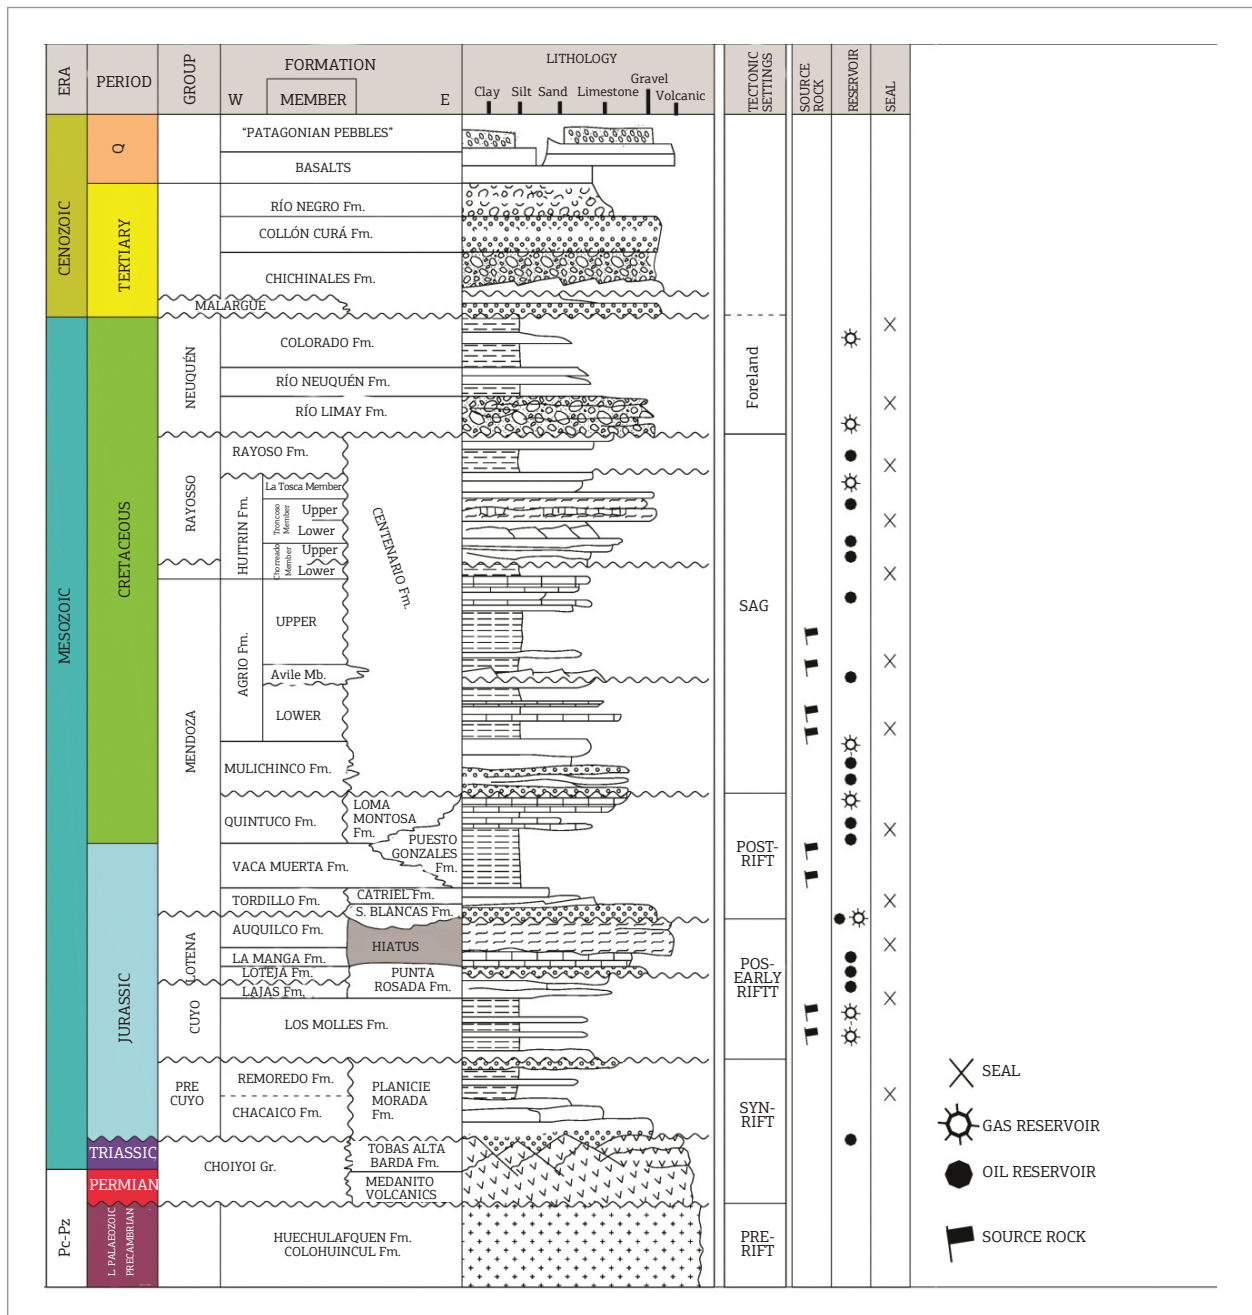 ERA
PERIOD
GROUP
FORMATION
W
MEMBER
E
LITHOLOGY
Clay
Silt
Sand
Limestone
Gravel
Volcanic
TECTONIC
SETTINGS
SOURCE
ROCK
RESERVOIR
SEAL
CENOZOIC
MESOZOIC
Pc-Pz
Q
TERTIARY
CRETACEOUS
JURASSIC
TRIASSIC
PERMIAN
L. PALAEOZOIC
PRECAMBRIAN
"PATAGONIAN PEBBLES"
BASALTS
RÍO NEGRO Fm.
COLLÓN CURÁ Fm.
CHICHINALES Fm.
MALARGUE
NEUQUÉN
COLORADO Fm.
RÍO NEUQUÉN Fm.
RÍO LIMAY Fm.
RAYOSSO
RAYOSO Fm.
HUITRIN Fm.
La Tosca Member
Troncoso
Member
Upper
Lower
Chorreado
Member
Upper
Lower
CENTENARIO Fm.
MENDOZA
AGRIO Fm.
UPPER
Avile Mb.
LOWER
MULICHINCO Fm.
QUINTUCO Fm.
LOMA
MONTOSA
Fm.
PUESTO
GONZALES
Fm.
VACA MUERTA Fm.
TORDILLO Fm.
CATRIEL Fm.
S. BLANCAS Fm.
LOTENA
AUQUILCO Fm.
HIATUS
LA MANGA Fm.
LOTEJA Fm.
PUNTA
ROSADA Fm.
CUYO
LAJAS Fm.
LOS MOLLES Fm.
PRE
CUYO
REMOREDO Fm.
CHACAICO Fm.
PLANICIE
MORADA
Fm.
CHOIYOI Gr.
TOBAS ALTA
BARDA Fm.
MEDANITO
VOLCANICS
HUECHULAFQUEN Fm.
COLOHUINCUL Fm.
Foreland
SAG
POST-
RIFT
POS-
EARLY
RIFTT
SYN-
RIFT
PRE-
RIFT
SEAL
GAS RESERVOIR
OIL RESERVOIR
SOURCE ROCK